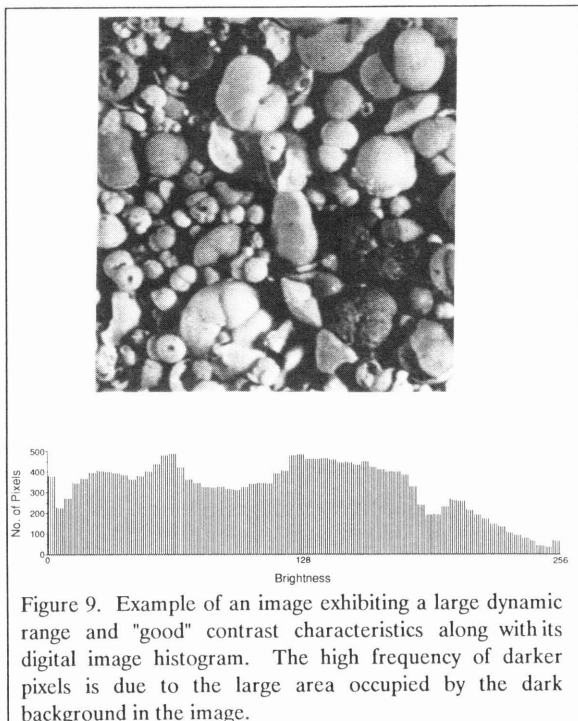 500
400
300
200
100
0
No. of Pixels
0 128 256
Brightness
Figure 9. Example of an image exhibiting a large dynamic
range and "good" contrast characteristics along with its
digital image histogram. The high frequency of darker
pixels is due to the large area occupied by the dark
background in the image.